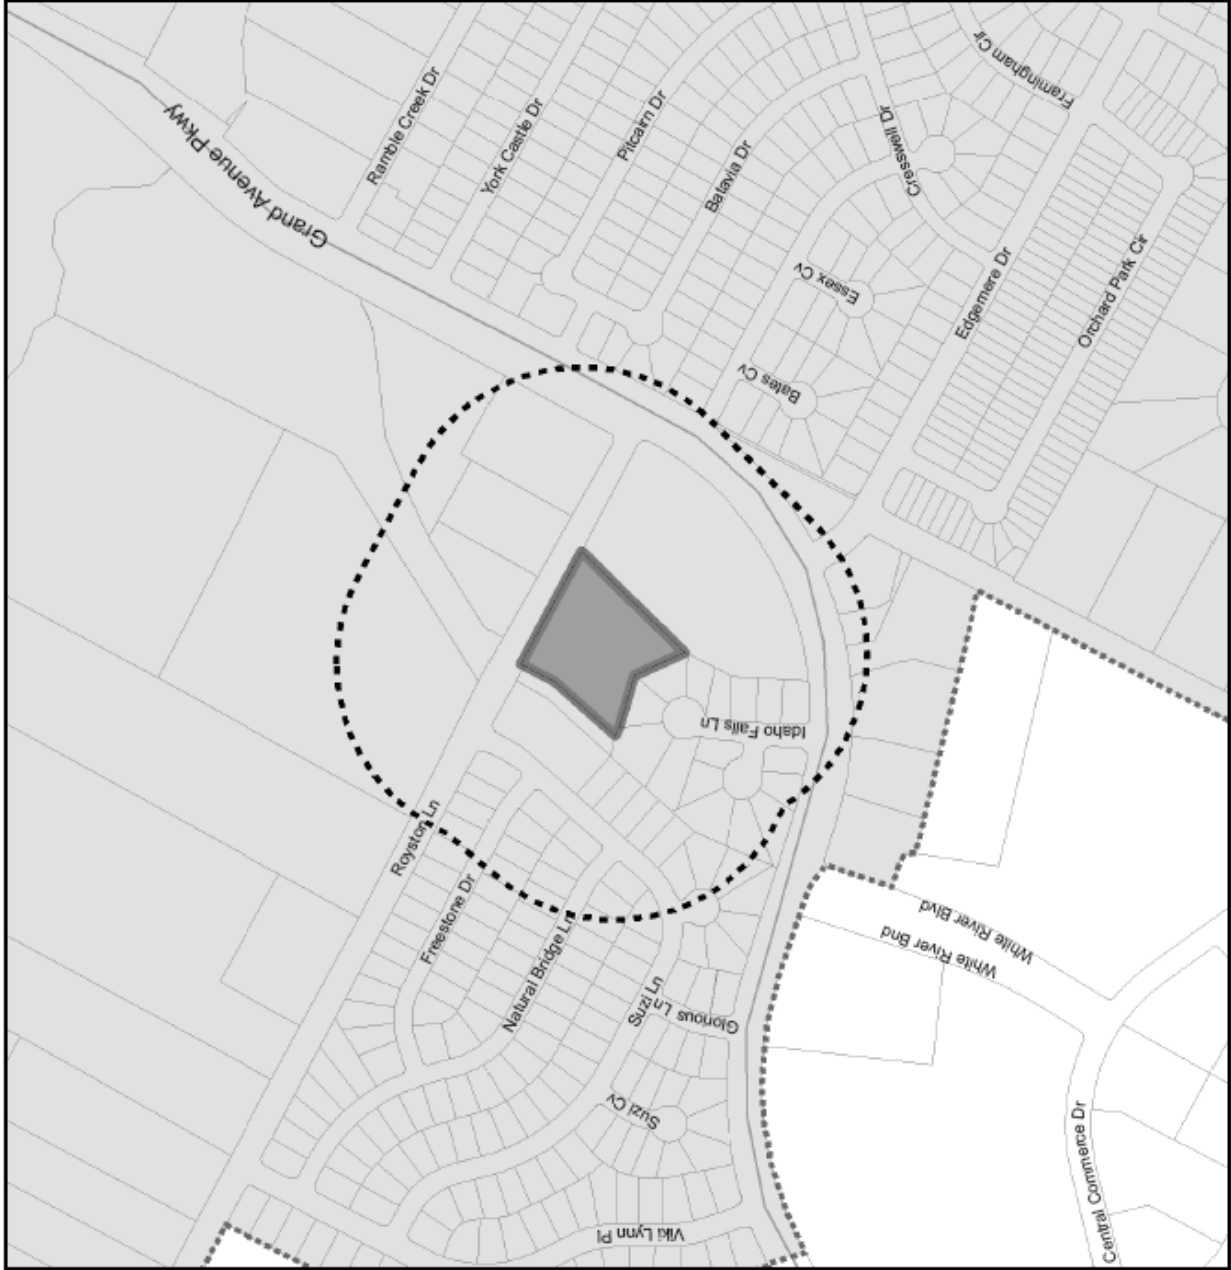 Framingham Cir
Ramble Creek Dr
York Castle Dr
Pitcairn Dr
Cresswell Dr
Grand Avenue Pkwy
Batavia Dr
Essex Cv
Edgemere Dr
Orchard Park Cir
Bates Cv
Idaho Falls Ln
Royston Ln
Freestone Dr
Natural Bridge Ln
White River Blvd
White River Bnd
Suzi Ln
Glorious Ln
Suzi Cv
Central Commerce Dr
Viki Lynn Pl